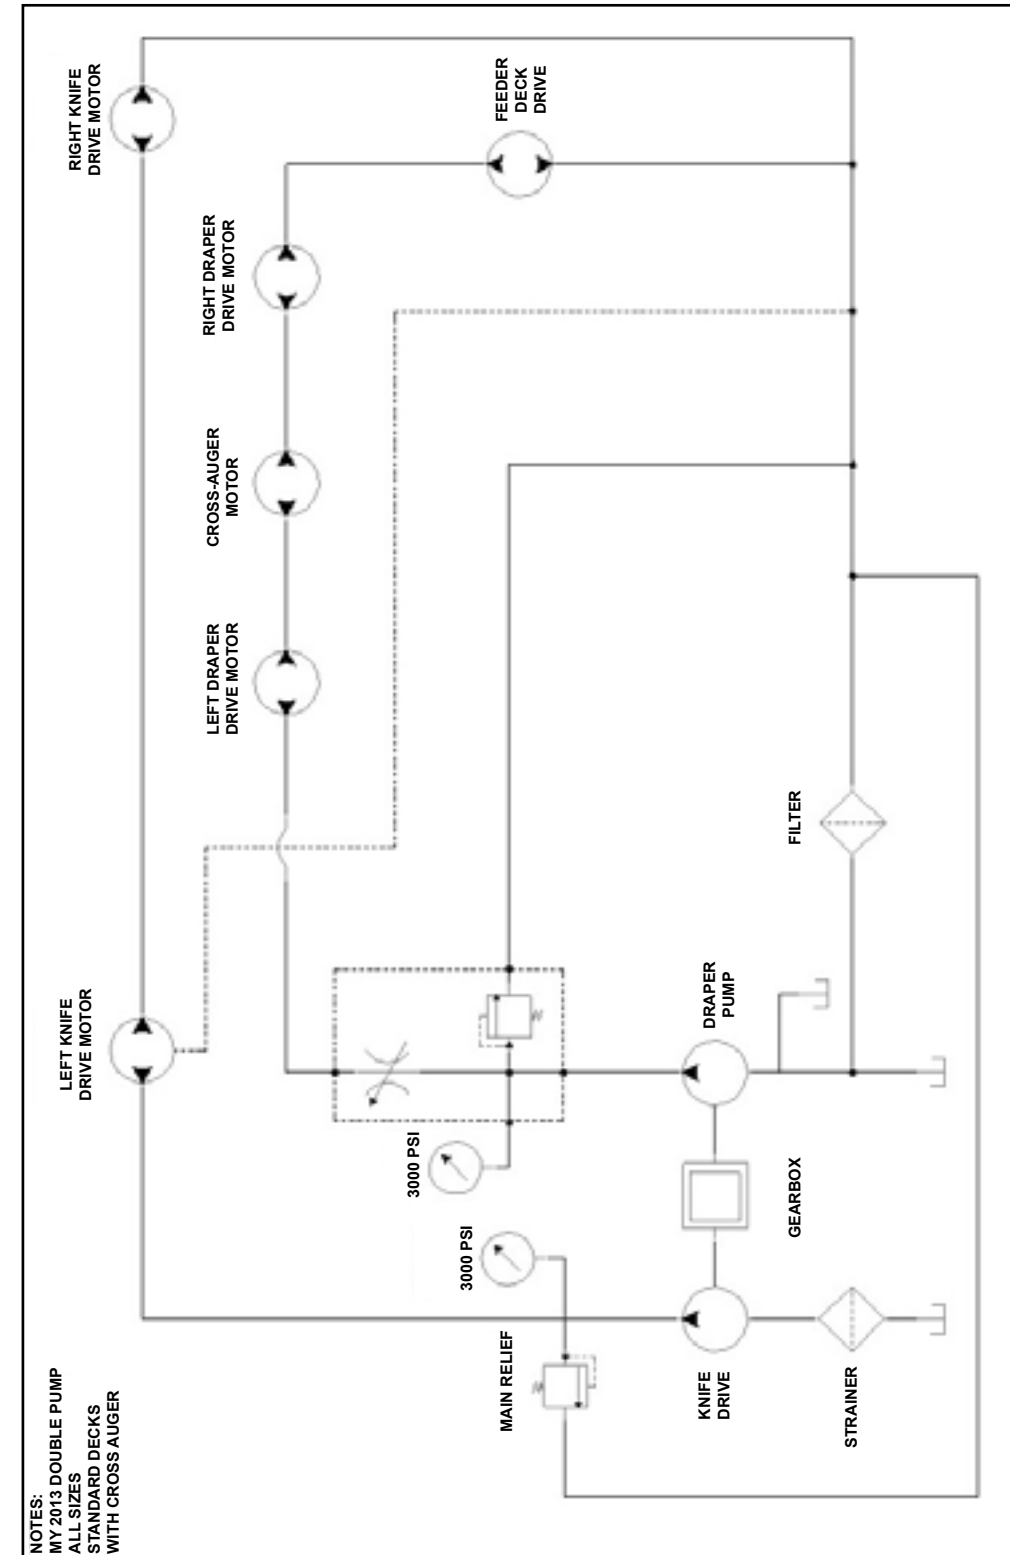 NOTES:
MY 2013 DOUBLE PUMP
ALL SIZES
STANDARD DECKS
WITH CROSS AUGER
RIGHT KNIFE
DRIVE MOTOR
FEEDER
DECK
DRIVE
RIGHT DRAPER
DRIVE MOTOR
CROSS-AUGER
MOTOR
LEFT DRAPER
DRIVE MOTOR
FILTER
LEFT KNIFE
DRIVE MOTOR
DRAPER
PUMP
3000 PSI
GEARBOX
3000 PSI
MAIN RELIEF
KNIFE
DRIVE
STRAINER